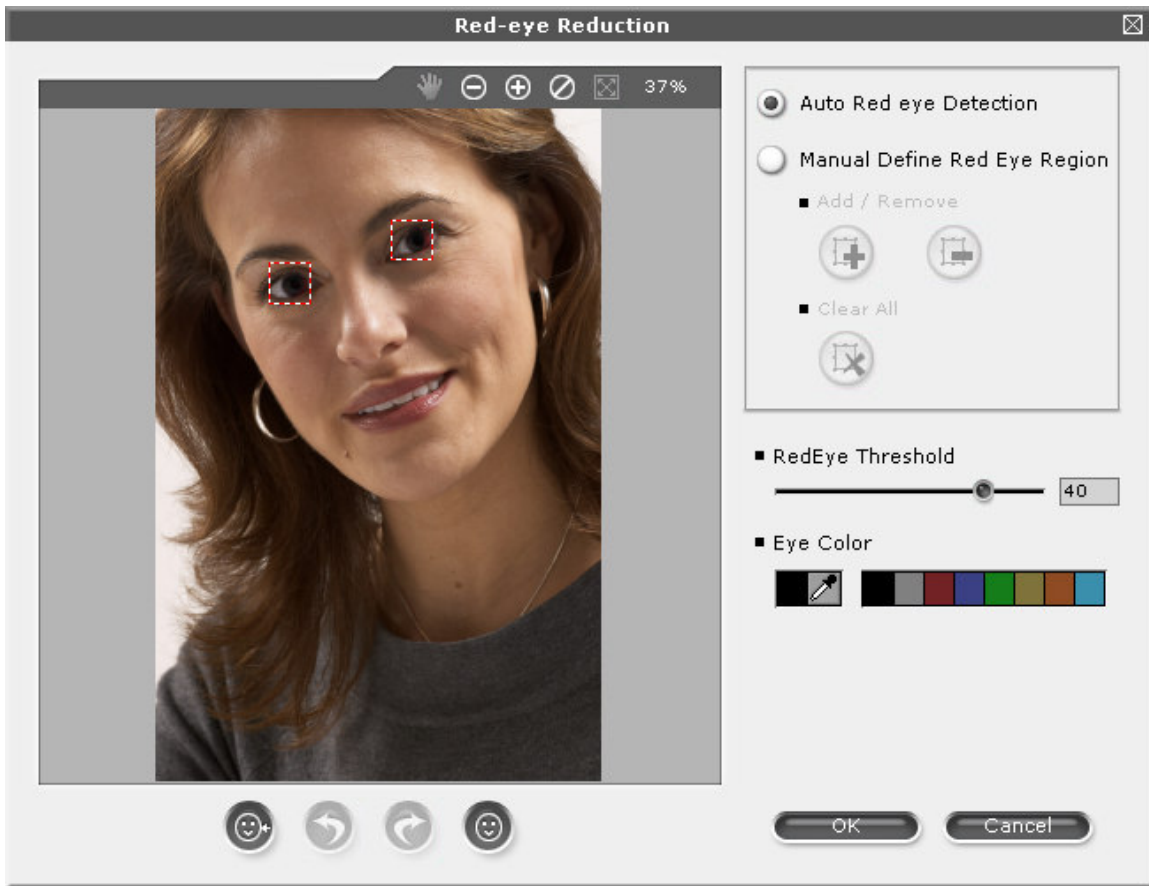 Red-eye Reduction
37%
Auto Red eye Detection
Manual Define Red Eye Region
Add / Remove
Clear All
RedEye Threshold
40
Eye Color
OK
Cancel